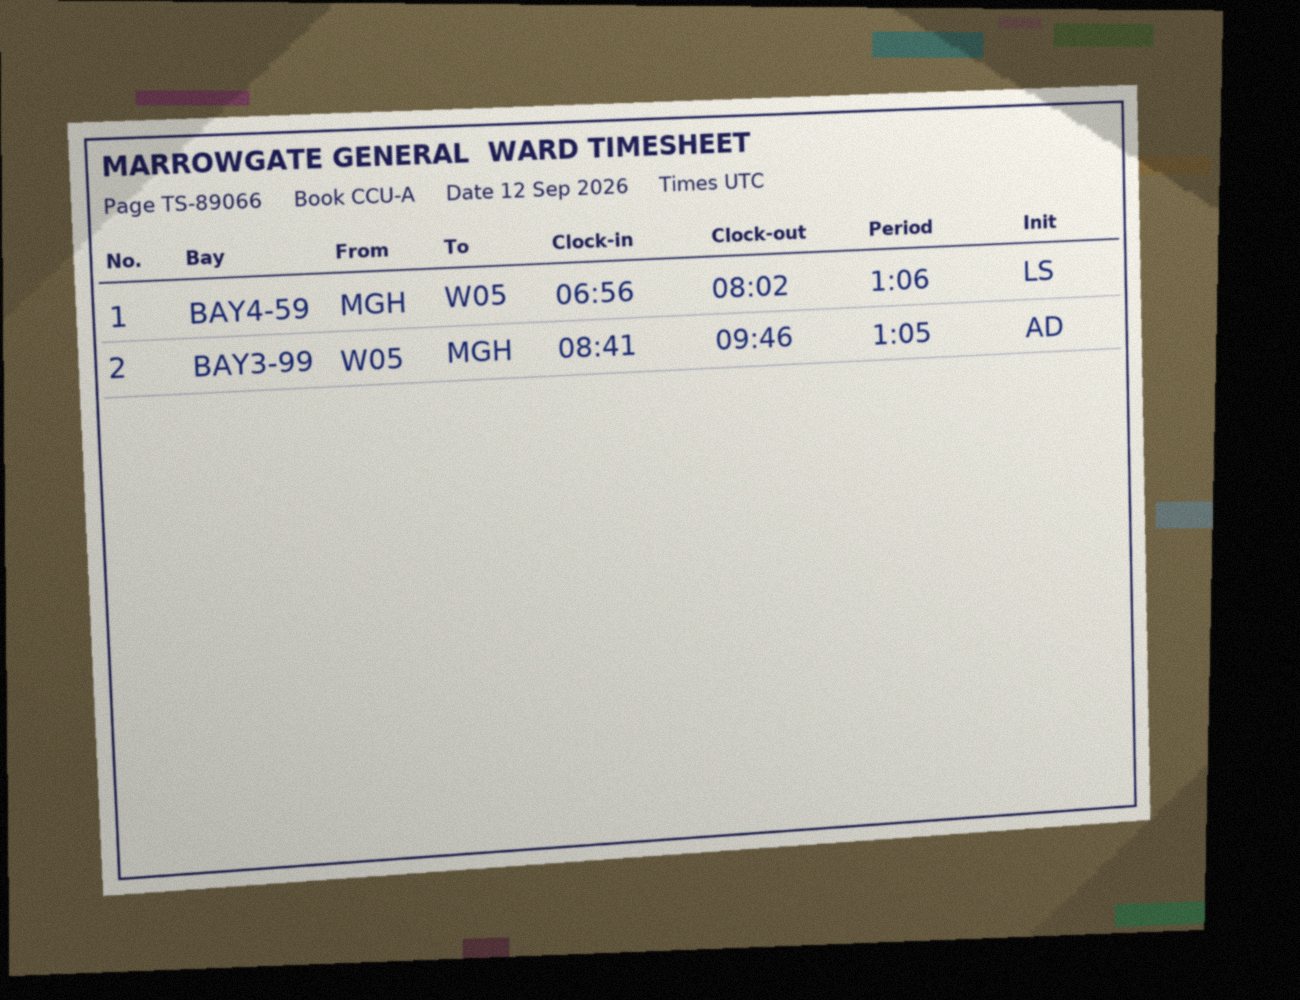 MARROWGATE GENERAL WARD TIMESHEET
Page TS-89066 Book CCU-A Date 12 Sep 2026 Times UTC
No. Bay From To Clock-in Clock-out Period Init
1 BAY4-59 MGH W05 06:56 08:02 1:06 LS
2 BAY3-99 W05 MGH 08:41 09:46 1:05 AD